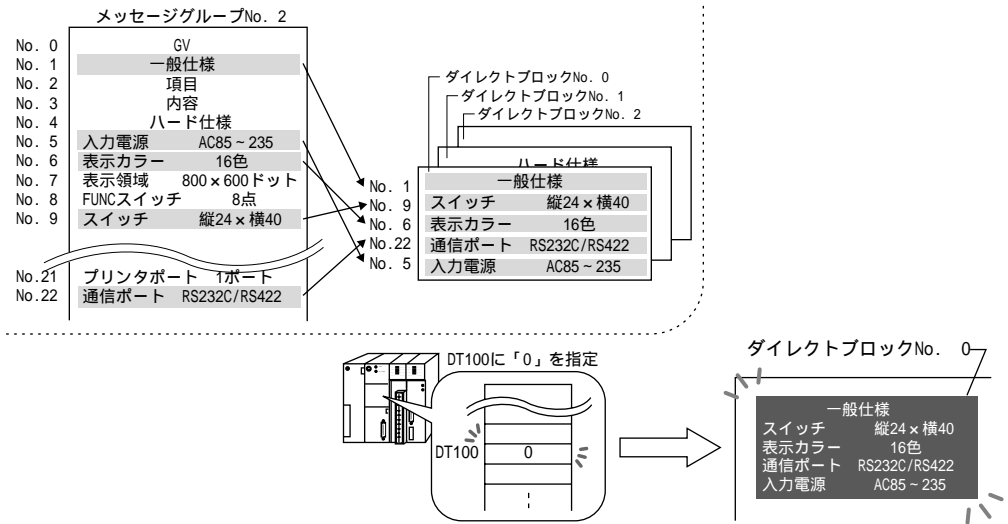 メッセージグループNo. 2
No. 0 GV
No. 1 一般仕様
No. 2 項目
No. 3 内容
No. 4 ハード仕様
No. 5 入力電源 AC85~235
No. 6 表示カラー 16色
No. 7 表示領域 800×600ドット
No. 8 FUNCスイッチ 8点
No. 9 スイッチ 縦24×横40
No.21 プリンタポート 1ポート
No.22 通信ポート RS232C/RS422
ダイレクトブロックNo. 0
ダイレクトブロックNo. 1
ダイレクトブロックNo. 2
ハード仕様
No. 1 一般仕様
No. 9 スイッチ 縦24×横40
No. 6 表示カラー 16色
No.22 通信ポート RS232C/RS422
No. 5 入力電源 AC85~235
DT100に「0」を指定
DT100 0
ダイレクトブロックNo. 0
一般仕様
スイッチ 縦24×横40
表示カラー 16色
通信ポート RS232C/RS422
入力電源 AC85~235